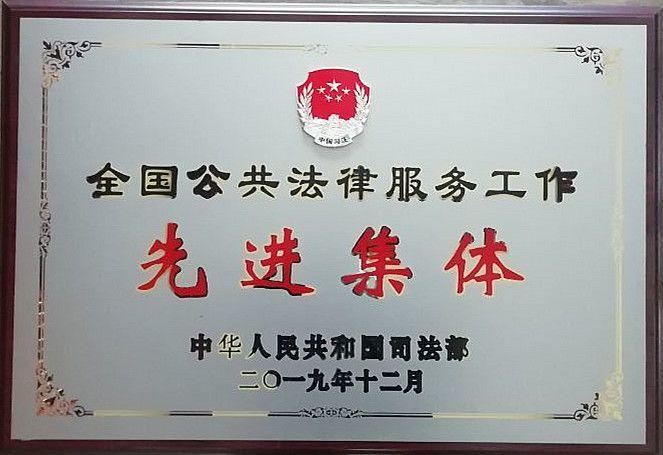 中国司法
全国公共法律服务工作
先进集体
中华人民共和国司法部
二〇一九年十二月